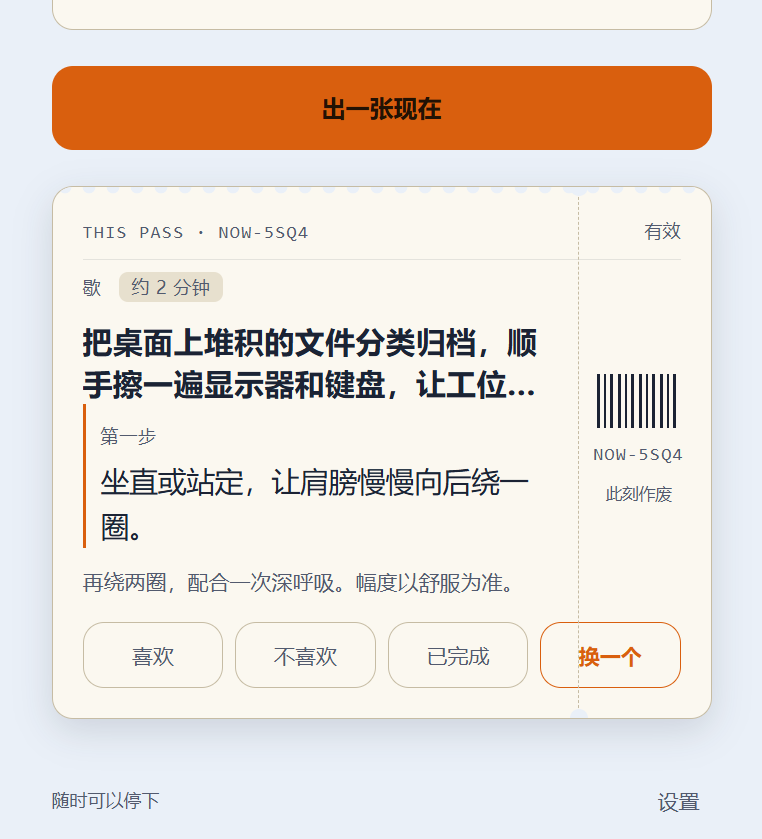 出一张现在
THIS PASS · NOW-5SQ4
有效
歇 约 2 分钟
把桌面上堆积的文件分类归档，顺
手擦一遍显示器和键盘，让工位…
第一步
坐直或站定，让肩膀慢慢向后绕一
圈。
再绕两圈，配合一次深呼吸。幅度以舒服为准。
NOW-5SQ4
此刻作废
喜欢
不喜欢
已完成
换一个
随时可以停下
设置